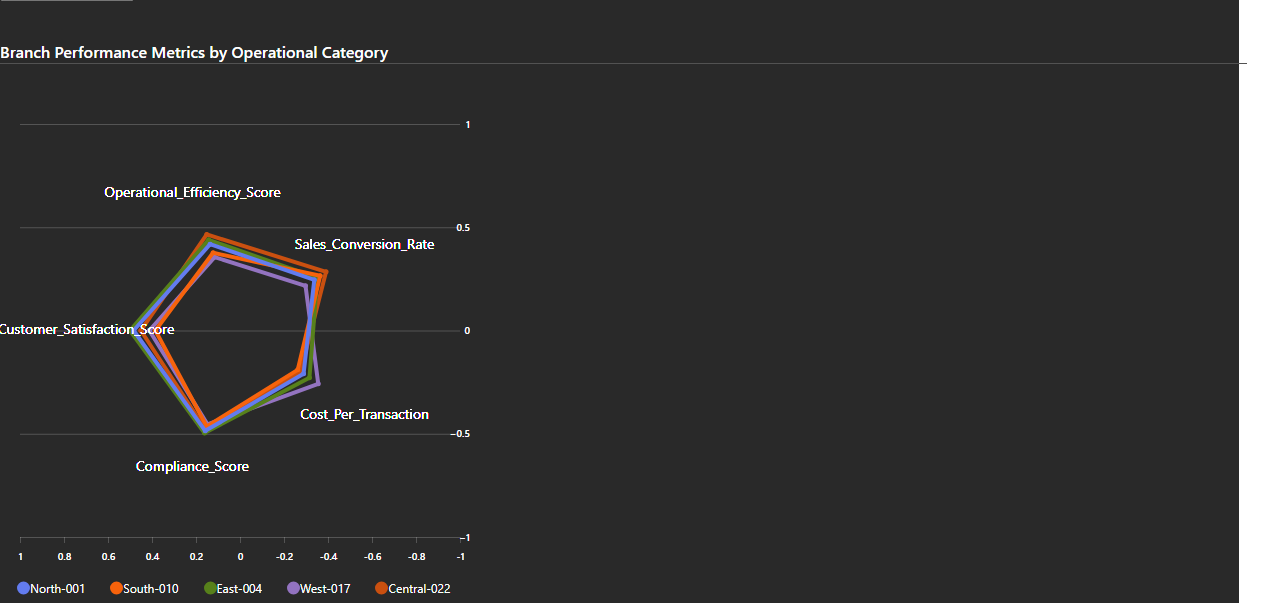 Branch Performance Metrics by Operational Category
1
Operational_Efficiency_Score
0.5
Sales_Conversion_Rate
Customer_Satisfaction_Score
0
Cost_Per_Transaction
−0.5
Compliance_Score
−1
1 0.8 0.6 0.4 0.2 0 -0.2 -0.4 -0.6 -0.8 -1
North-001 South-010 East-004 West-017 Central-022